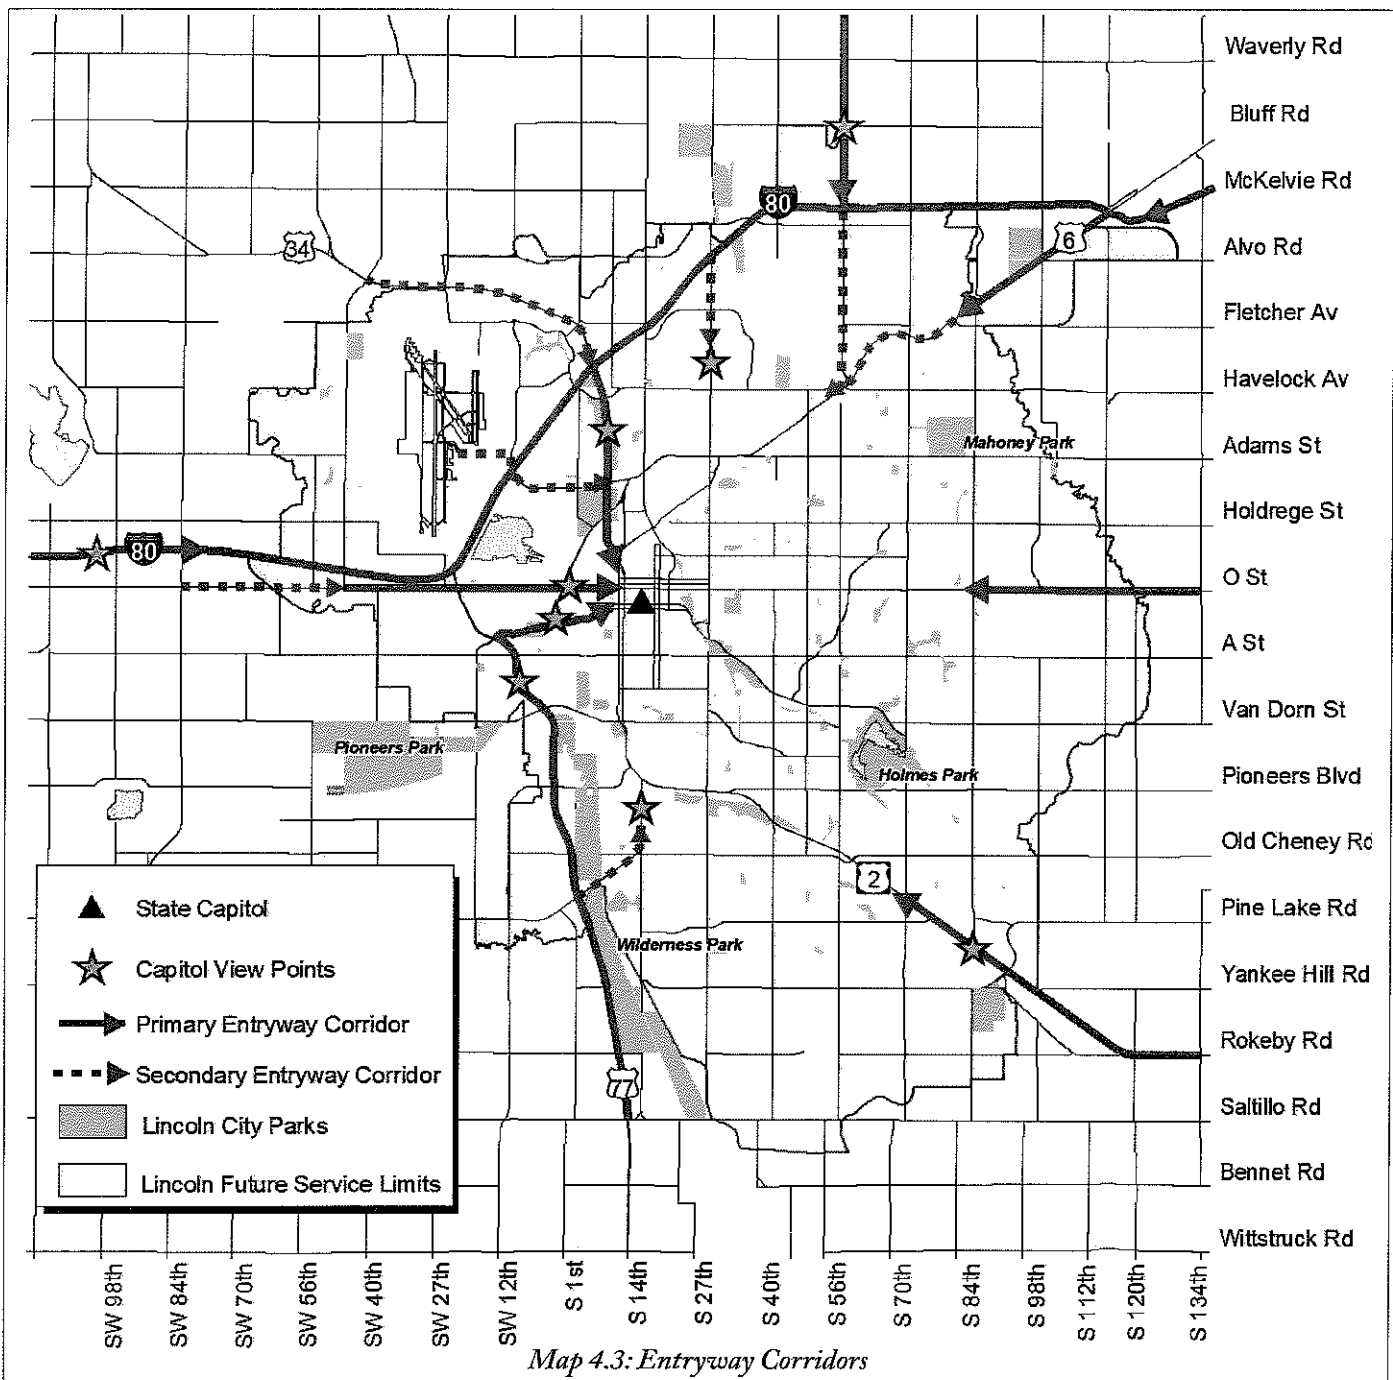 Waverly Rd
Bluff Rd
McKelvie Rd
80
34
6
Alvo Rd
Fletcher Av
Havelock Av
Mahoney Park
Adams St
Holdrege St
80
O St
A St
Van Dorn St
Pioneers Park
Holmes Park
Pioneers Blvd
Old Cheney Rd
2
State Capitol
Pine Lake Rd
Wilderness Park
Capitol View Points
Yankee Hill Rd
Primary Entryway Corridor
Rokeby Rd
Secondary Entryway Corridor
77
Saltillo Rd
Lincoln City Parks
Bennet Rd
Lincoln Future Service Limits
Wittstruck Rd
SW 98th
SW 84th
SW 70th
SW 56th
SW 40th
SW 27th
SW 12th
S 1st
S 14th
S 27th
S 40th
S 56th
S 70th
S 84th
S 98th
S 112th
S 120th
S 134th
Map 4.3: Entryway Corridors